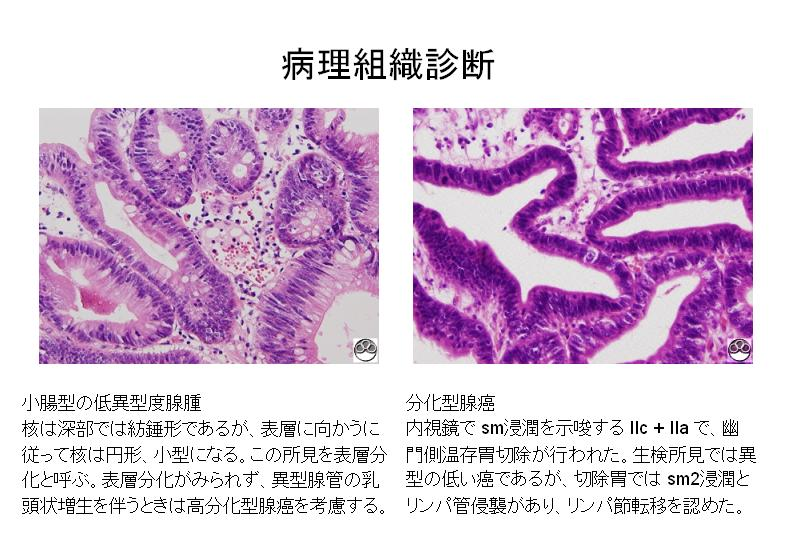 病理組織診断
小腸型の低異型度腺腫
核は深部では紡錘形であるが、表層に向かうに
従って核は円形、小型になる。この所見を表層分
化と呼ぶ。表層分化がみられず、異型腺管の乳
頭状増生を伴うときは高分化型腺癌を考慮する。
分化型腺癌
内視鏡で sm浸潤を示唆する IIc + IIa で、幽
門側温存胃切除が行われた。生検所見では異
型の低い癌であるが、切除胃では sm2浸潤と
リンパ管侵襲があり、リンパ節転移を認めた。